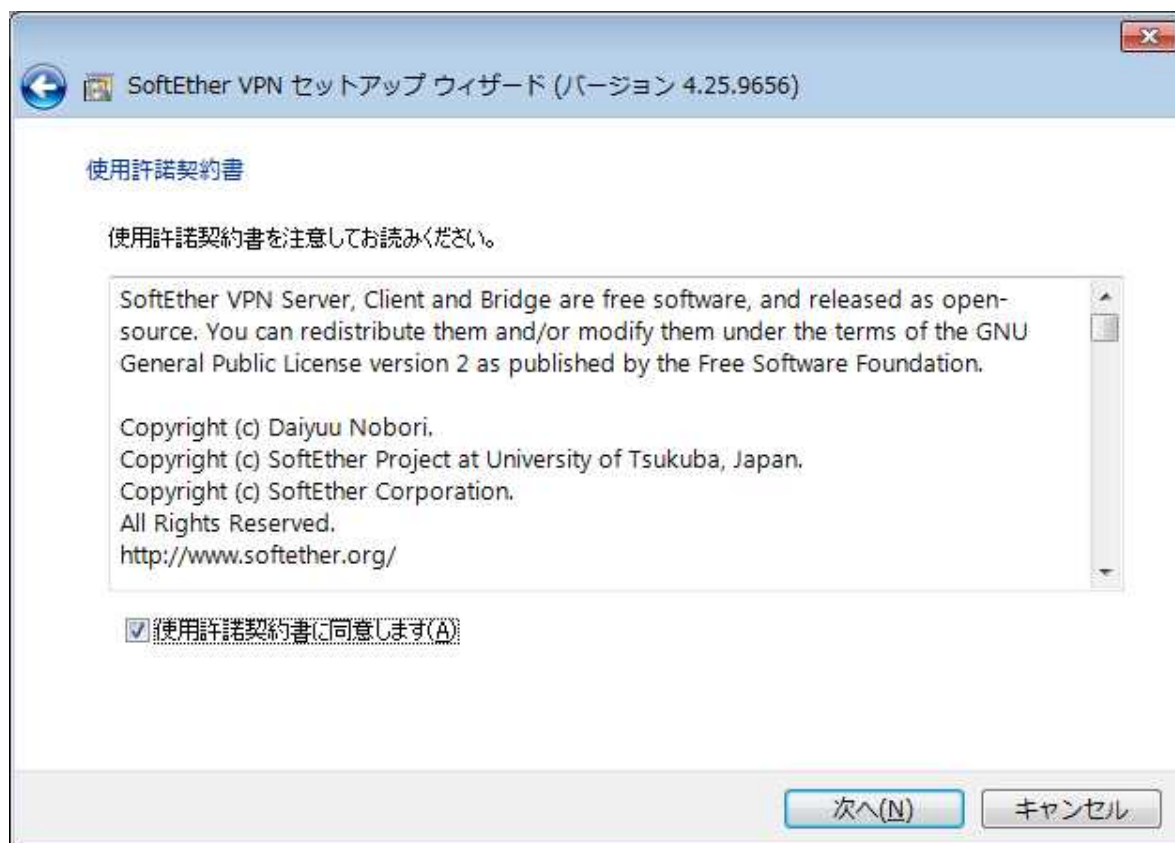 SoftEther VPN セットアップ ウィザード (バージョン 4.25.9656)
使用許諾契約書
使用許諾契約書を注意してお読みください。
SoftEther VPN Server, Client and Bridge are free software, and released as open-
source. You can redistribute them and/or modify them under the terms of the GNU
General Public License version 2 as published by the Free Software Foundation.
Copyright (c) Daiyuu Nobori.
Copyright (c) SoftEther Project at University of Tsukuba, Japan.
Copyright (c) SoftEther Corporation.
All Rights Reserved.
http://www.softether.org/
使用許諾契約書に同意します(A)
次へ(N)
キャンセル